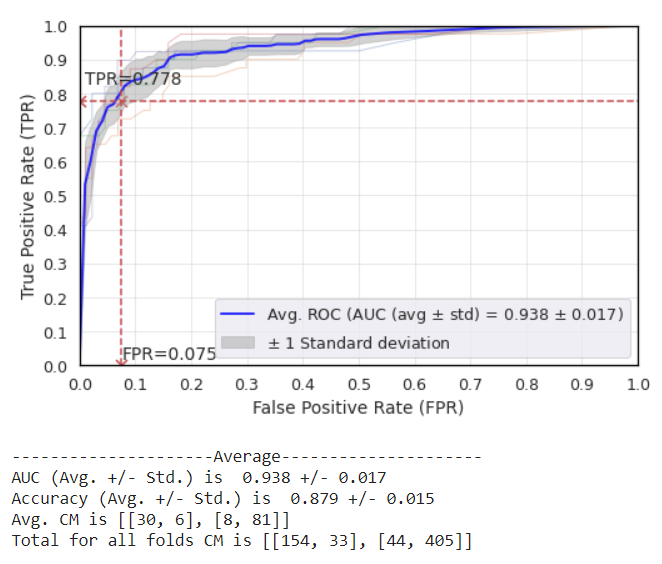 1.0
0.9
0.8
0.7
0.6
0.5
0.4
0.3
0.2
0.1
0.0
True Positive Rate (TPR)
TPR=0.778
Avg. ROC (AUC (avg ± std) = 0.938 ± 0.017)
± 1 Standard deviation
FPR=0.075
0.0 0.1 0.2 0.3 0.4 0.5 0.6 0.7 0.8 0.9 1.0
False Positive Rate (FPR)
---------------------Average---------------------
AUC (Avg. +/- Std.) is  0.938 +/- 0.017
Accuracy (Avg. +/- Std.) is  0.879 +/- 0.015
Avg. CM is [[30, 6], [8, 81]]
Total for all folds CM is [[154, 33], [44, 405]]